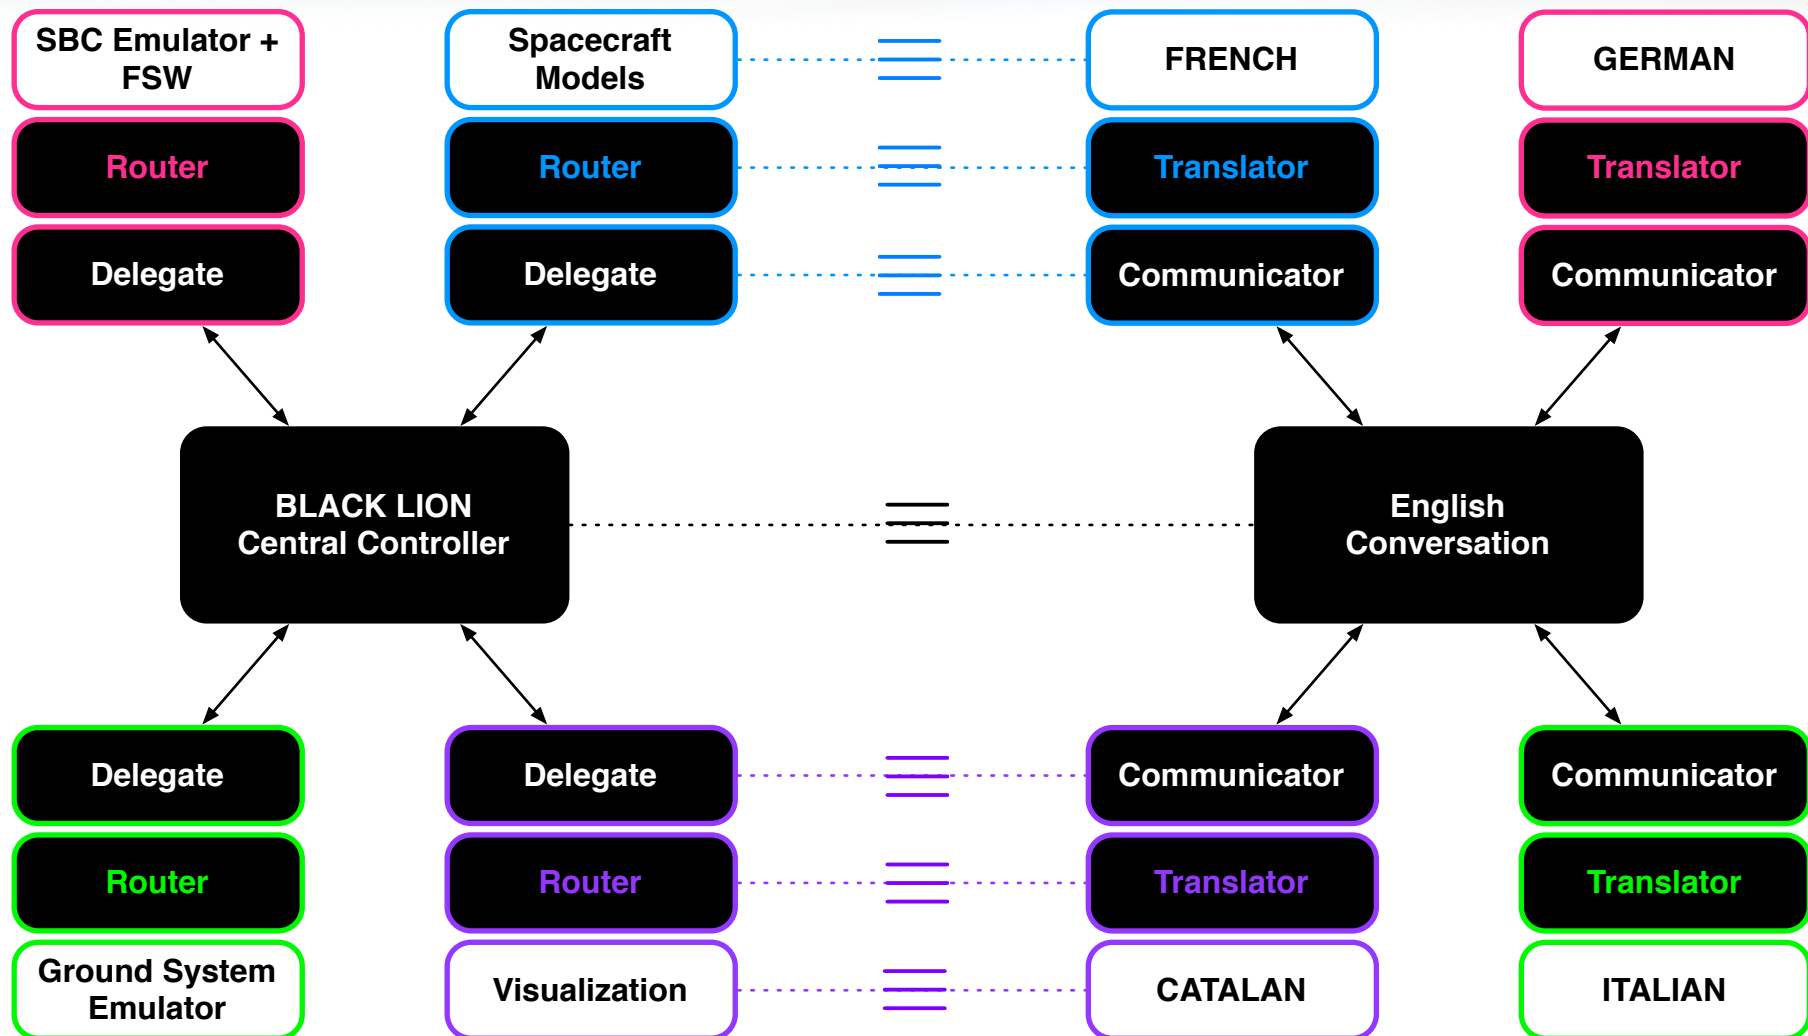 SBC Emulator +
FSW
Spacecraft
Models
FRENCH
GERMAN
Router
Router
Translator
Translator
Delegate
Delegate
Communicator
Communicator
BLACK LION
Central Controller
English
Conversation
Delegate
Delegate
Communicator
Communicator
Router
Router
Translator
Translator
Ground System
Emulator
Visualization
CATALAN
ITALIAN